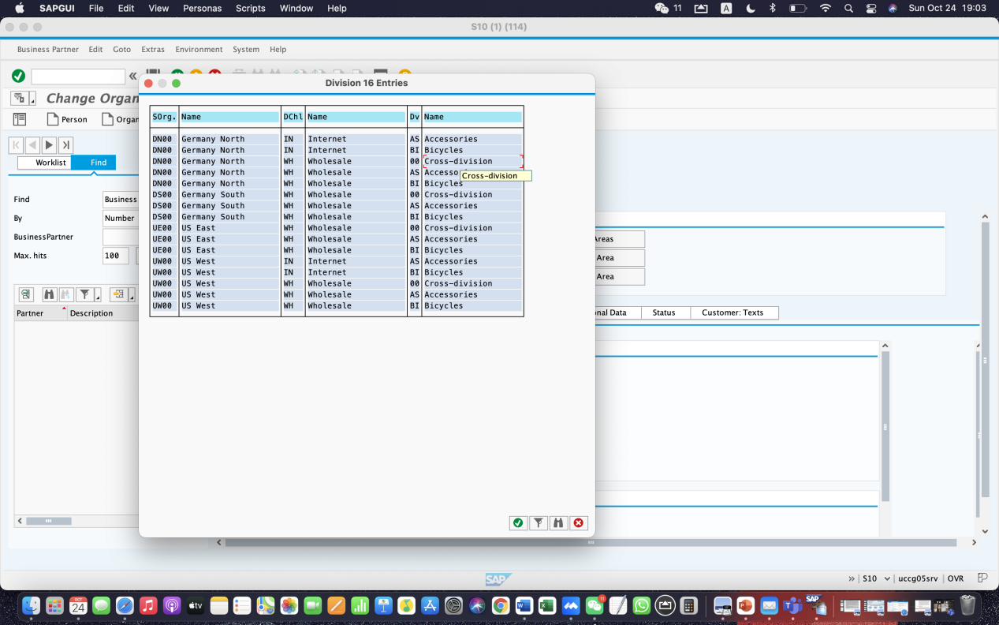 SAPGUI File Edit View Personas Scripts Window Help 11 A Sun Oct 24 19:03
S10 (1) (114)
Business Partner Edit Goto Extras Environment System Help
Division 16 Entries
Change Organ
Person Organ
Worklist Find
Find Business
By Number
BusinessPartner
Max. hits 100
Partner Description
SOrg. Name DChl Name Dv Name
DN00 Germany North IN Internet AS Accessories
DN00 Germany North IN Internet BI Bicycles
DN00 Germany North WH Wholesale 00 Cross-division
DN00 Germany North WH Wholesale AS Accesso
Cross-division
DN00 Germany North WH Wholesale BI Bicycles
DS00 Germany South WH Wholesale 00 Cross-division
DS00 Germany South WH Wholesale AS Accessories
DS00 Germany South WH Wholesale BI Bicycles
UE00 US East WH Wholesale 00 Cross-division
UE00 US East WH Wholesale AS Accessories
UE00 US East WH Wholesale BI Bicycles
UW00 US West IN Internet AS Accessories
UW00 US West IN Internet BI Bicycles
UW00 US West WH Wholesale 00 Cross-division
UW00 US West WH Wholesale AS Accessories
UW00 US West WH Wholesale BI Bicycles
Areas
Area
Area
nal Data Status Customer: Texts
SAP S10 uccg05srv OVR
OCT
24
tv
SAP